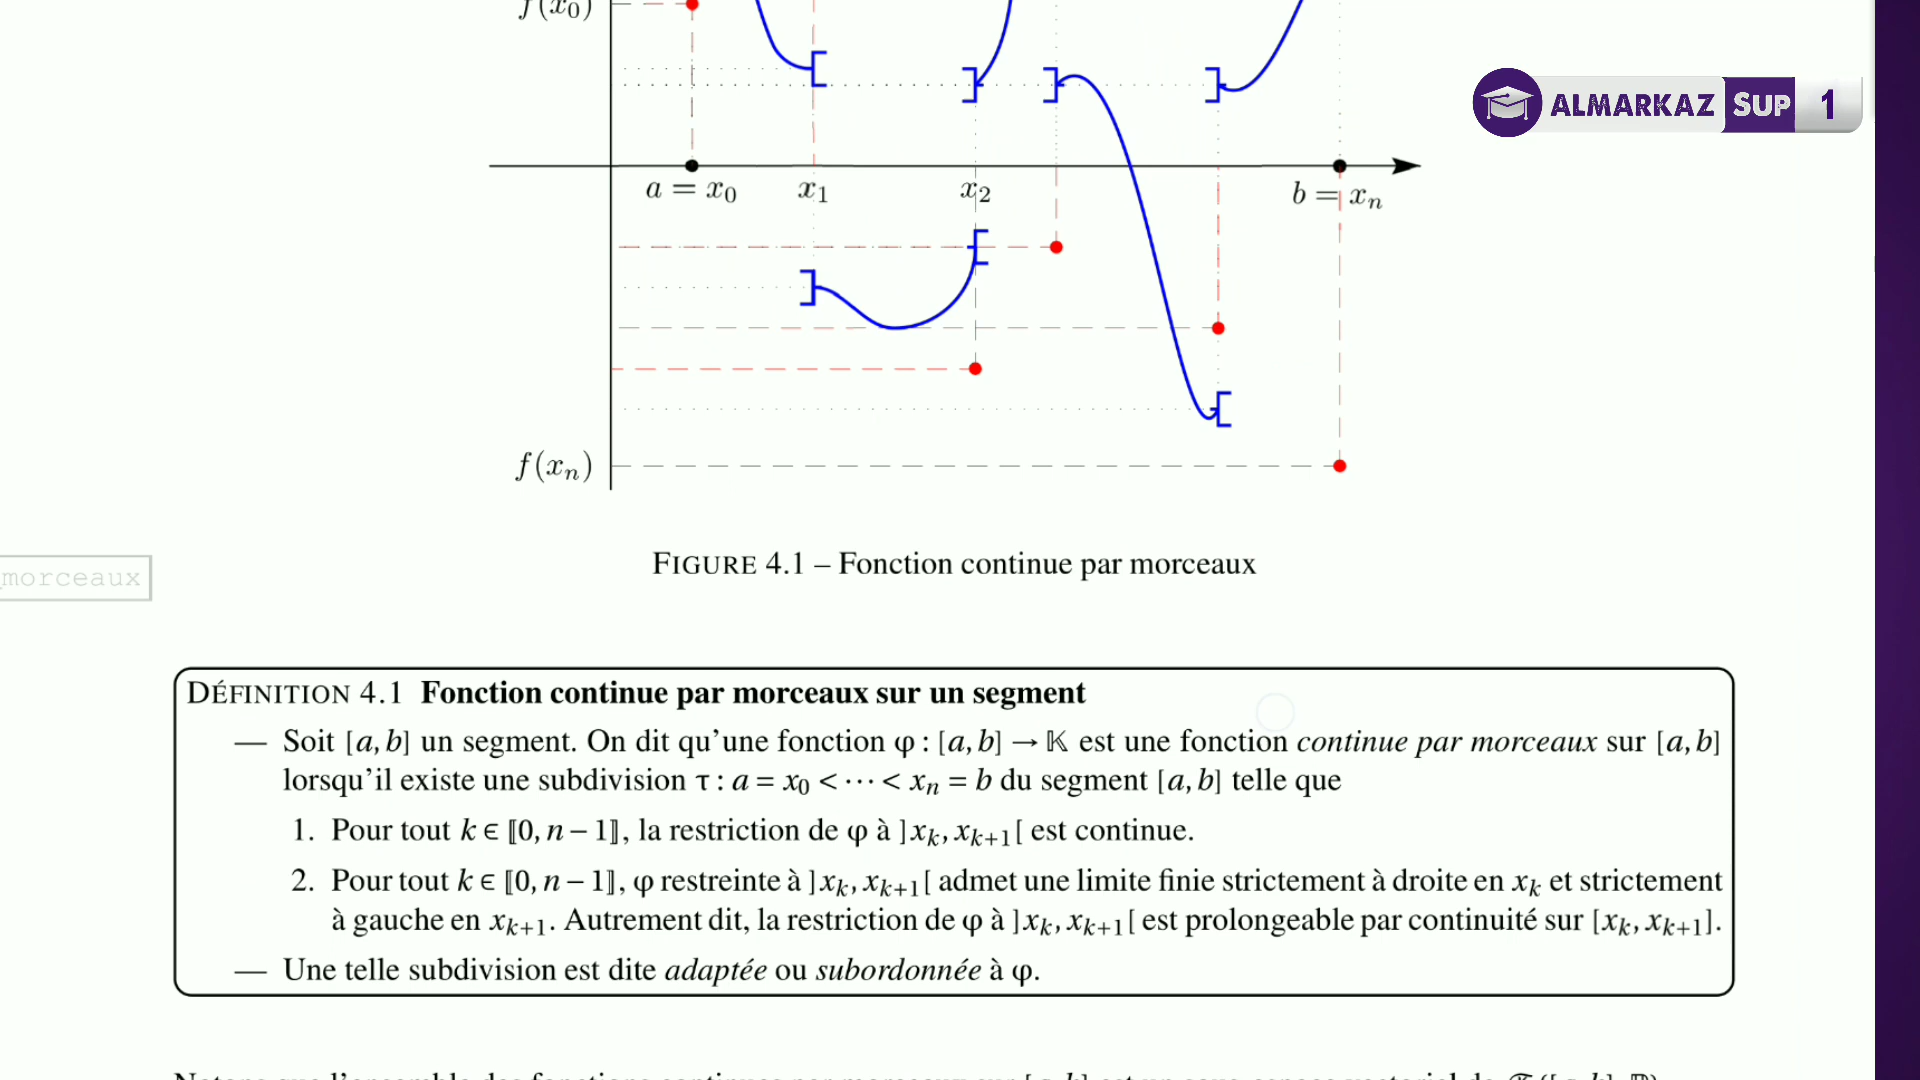 f(x₀)
ALMARKAZ SUP 1
a = x₀ x₁ x₂ b = xₙ
f(xₙ)
FIGURE 4.1 – Fonction continue par morceaux
morceaux
DÉFINITION 4.1 Fonction continue par morceaux sur un segment
— Soit [a, b] un segment. On dit qu'une fonction φ : [a, b] → 𝕂 est une fonction continue par morceaux sur [a, b]
lorsqu'il existe une subdivision τ : a = x₀ < ··· < xₙ = b du segment [a, b] telle que
1. Pour tout k ∈ ⟦0, n − 1⟧, la restriction de φ à ]xₖ, xₖ₊₁[ est continue.
2. Pour tout k ∈ ⟦0, n − 1⟧, φ restreinte à ]xₖ, xₖ₊₁[ admet une limite finie strictement à droite en xₖ et strictement
à gauche en xₖ₊₁. Autrement dit, la restriction de φ à ]xₖ, xₖ₊₁[ est prolongeable par continuité sur [xₖ, xₖ₊₁].
— Une telle subdivision est dite adaptée ou subordonnée à φ.